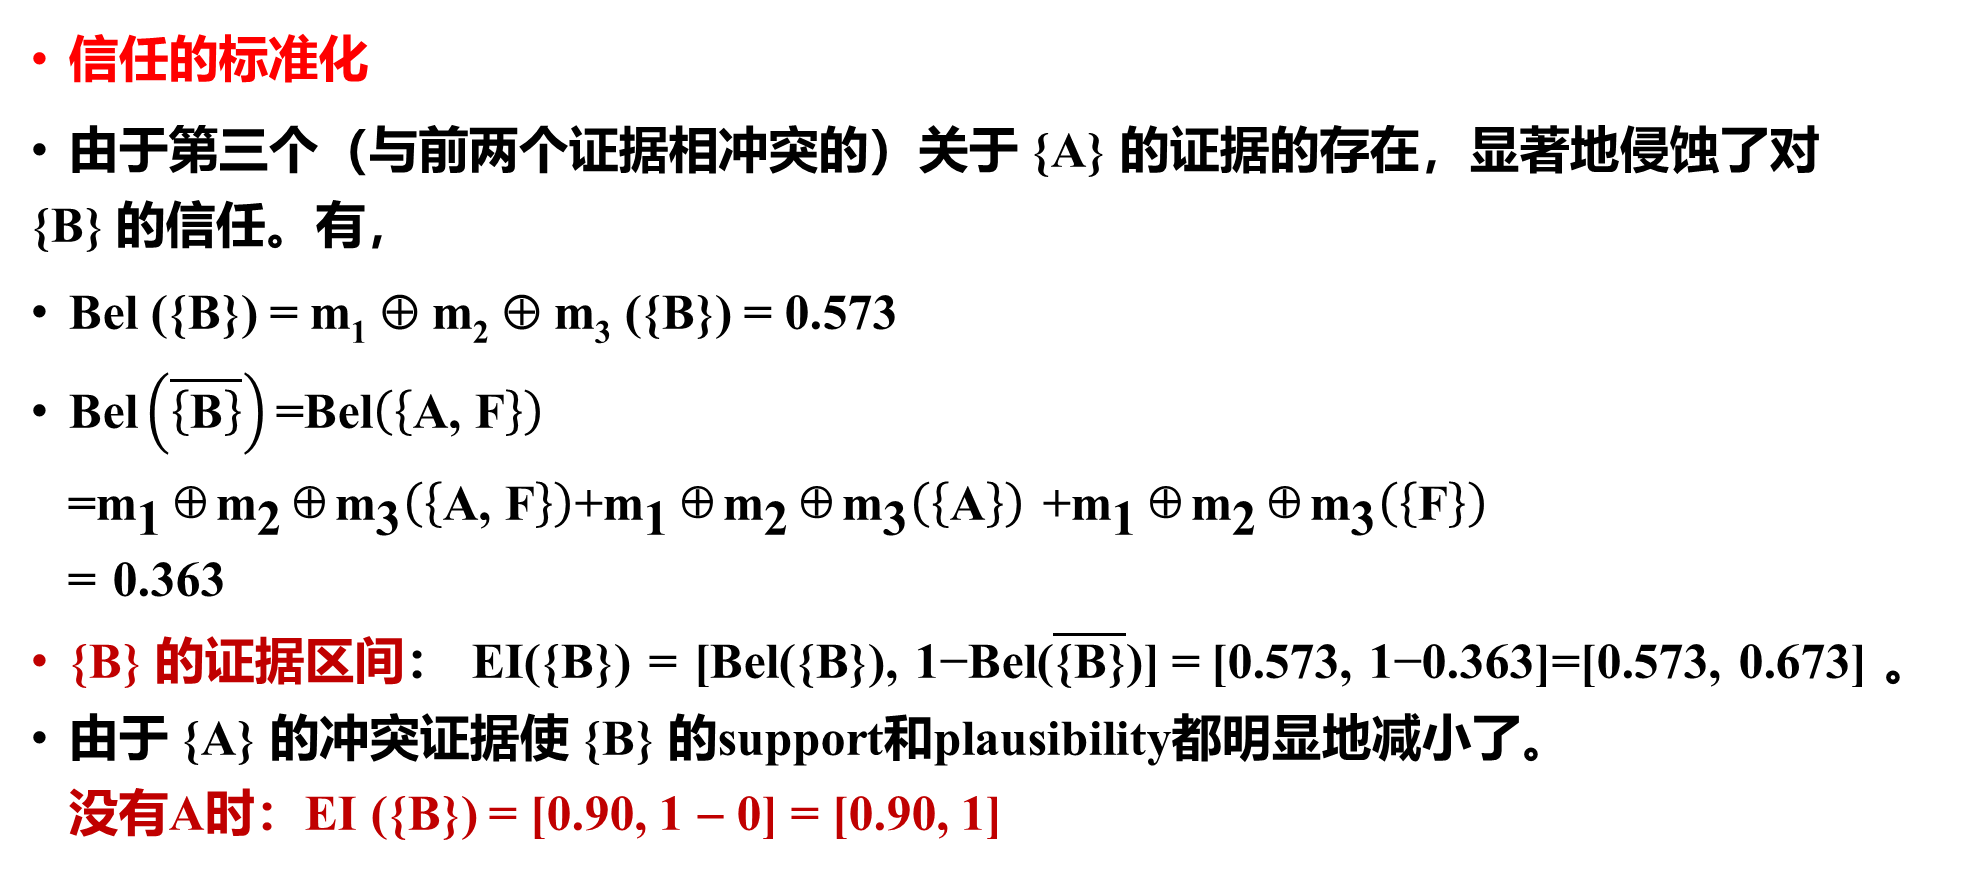 • 信任的标准化
• 由于第三个（与前两个证据相冲突的）关于 {A} 的证据的存在，显著地侵蚀了对
{B} 的信任。有，
• Bel ({B}) = m₁ ⊕ m₂ ⊕ m₃ ({B}) = 0.573
• Bel($\overline{\{B\}}$)=Bel({A, F})
=m₁ ⊕ m₂ ⊕ m₃({A, F})+m₁ ⊕ m₂ ⊕ m₃({A}) +m₁ ⊕ m₂ ⊕ m₃({F})
= 0.363
• {B} 的证据区间： EI({B}) = [Bel({B}), 1−Bel($\overline{\{B\}}$)] = [0.573, 1−0.363]=[0.573, 0.673] 。
• 由于 {A} 的冲突证据使 {B} 的support和plausibility都明显地减小了。
没有A时：EI ({B}) = [0.90, 1 – 0] = [0.90, 1]